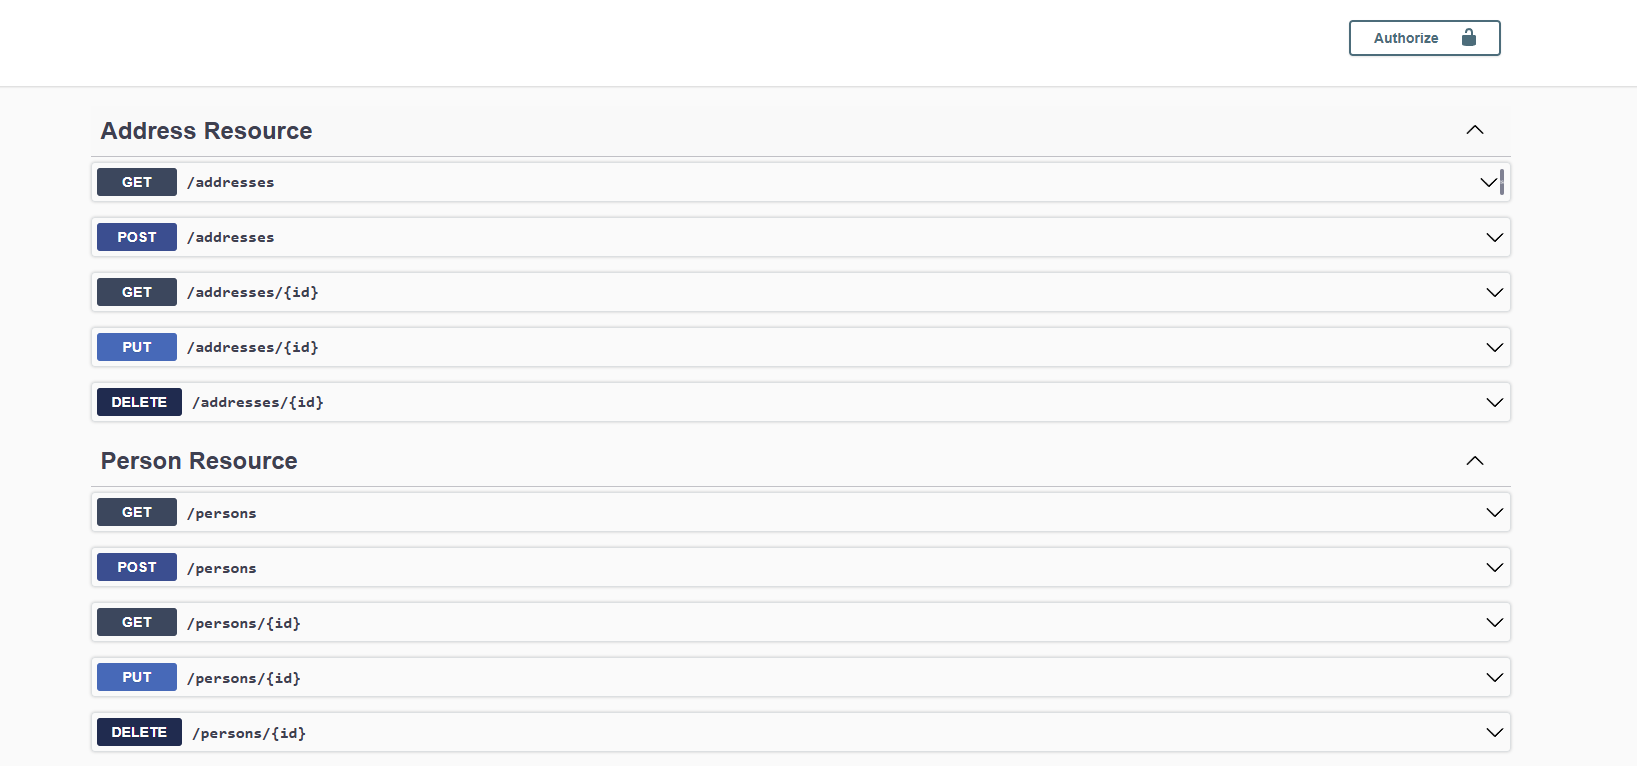 Authorize
Address Resource
GET /addresses
POST /addresses
GET /addresses/{id}
PUT /addresses/{id}
DELETE /addresses/{id}
Person Resource
GET /persons
POST /persons
GET /persons/{id}
PUT /persons/{id}
DELETE /persons/{id}